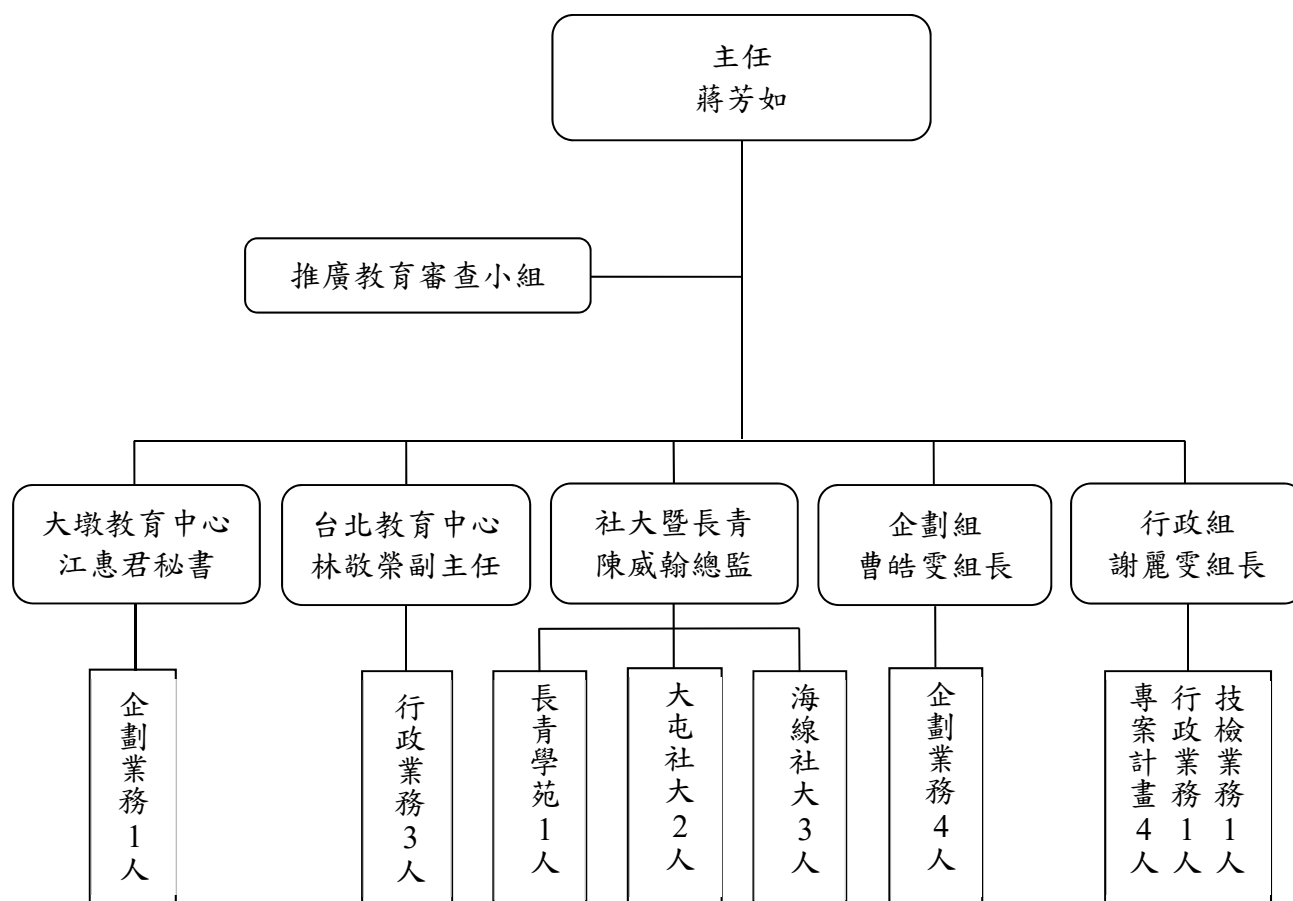 主任
蔣芳如
推廣教育審查小組
大墩教育中心
江惠君秘書
台北教育中心
林敬榮副主任
社大暨長青
陳威翰總監
企劃組
曹皓雯組長
行政組
謝麗雯組長
企劃業務1人
行政業務3人
長青學苑1人
大屯社大2人
海線社大3人
企劃業務4人
技檢業務1人
行政業務1人
專案計畫4人